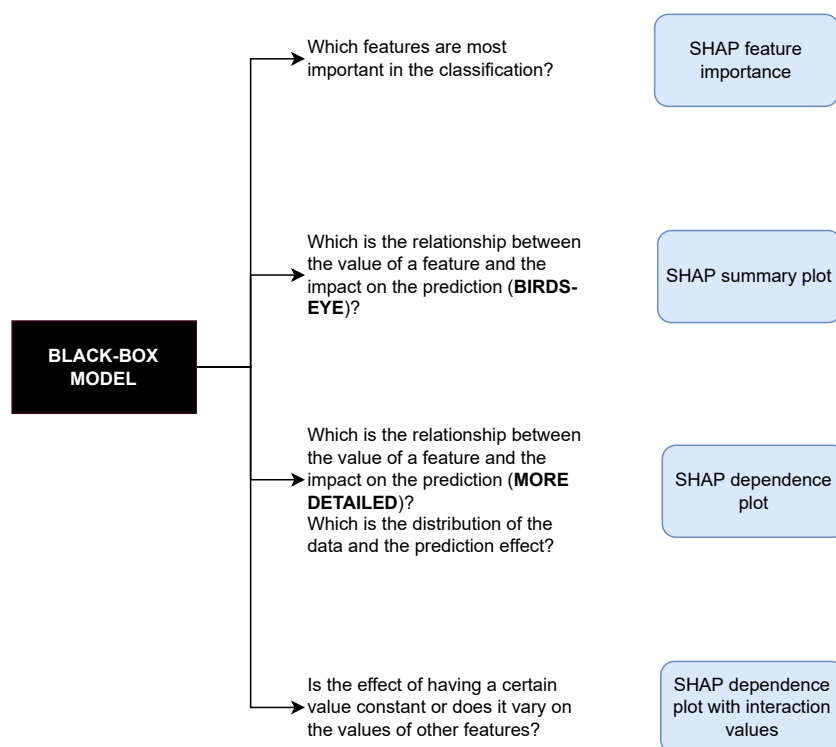 Which features are most
important in the classification?
SHAP feature
importance
Which is the relationship between
the value of a feature and the
impact on the prediction (BIRDS-
EYE)?
SHAP summary plot
BLACK-BOX
MODEL
Which is the relationship between
the value of a feature and the
impact on the prediction (MORE
DETAILED)?
Which is the distribution of the
data and the prediction effect?
SHAP dependence
plot
Is the effect of having a certain
value constant or does it vary on
the values of other features?
SHAP dependence
plot with interaction
values